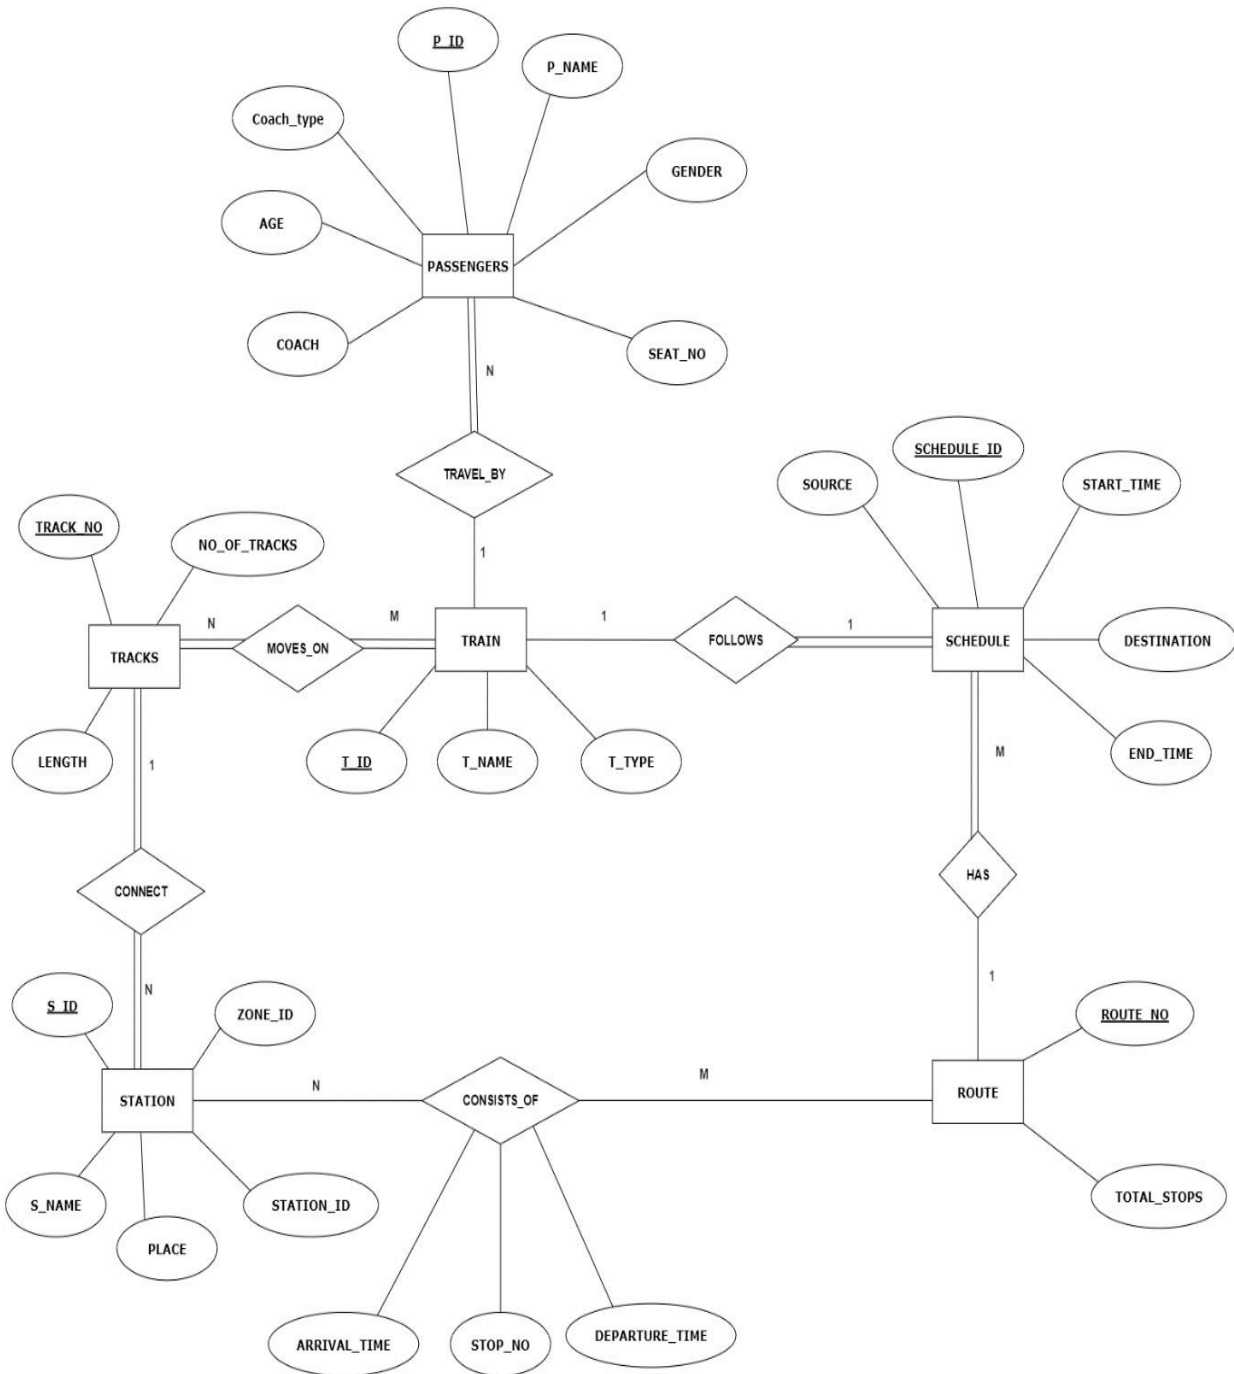 P_ID
P_NAME
Coach_type
GENDER
AGE
PASSENGERS
COACH
SEAT_NO
N
TRAVEL_BY
SCHEDULE_ID
SOURCE
START_TIME
TRACK_NO
NO_OF_TRACKS
1
N
M
1
1
TRACKS
MOVES_ON
TRAIN
FOLLOWS
SCHEDULE
DESTINATION
LENGTH
1
T_ID
T_NAME
T_TYPE
M
END_TIME
CONNECT
HAS
N
1
S_ID
ZONE_ID
ROUTE_NO
N
M
STATION
CONSISTS_OF
ROUTE
S_NAME
STATION_ID
TOTAL_STOPS
PLACE
ARRIVAL_TIME
STOP_NO
DEPARTURE_TIME